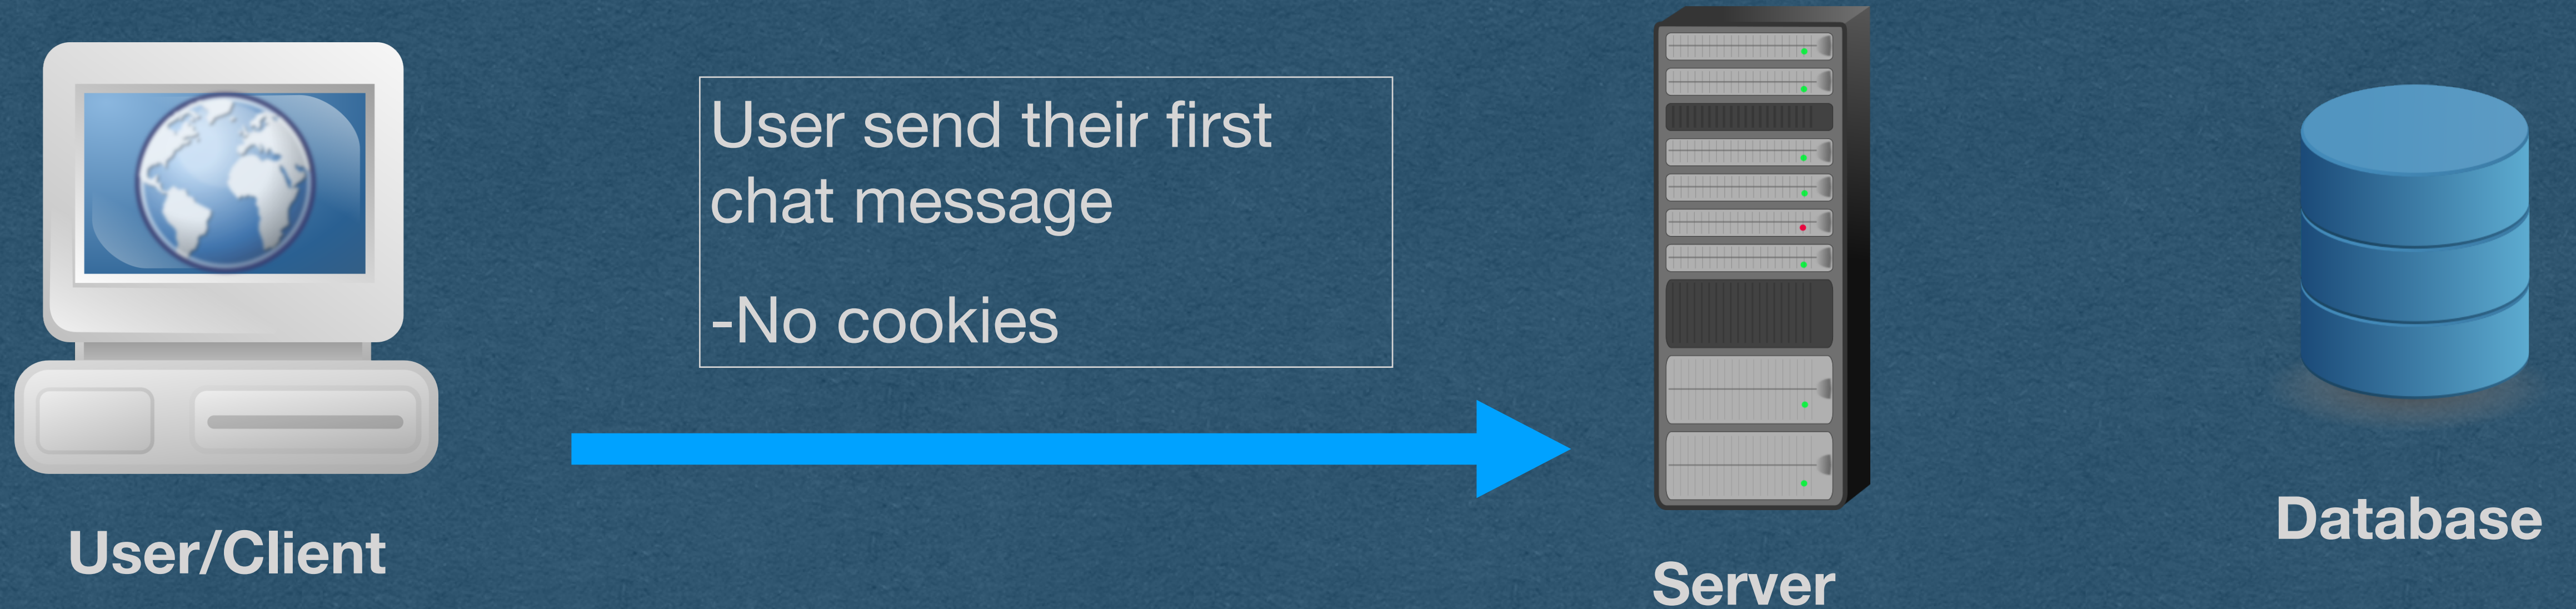 User send their first
chat message
-No cookies
User/Client
Server
Database